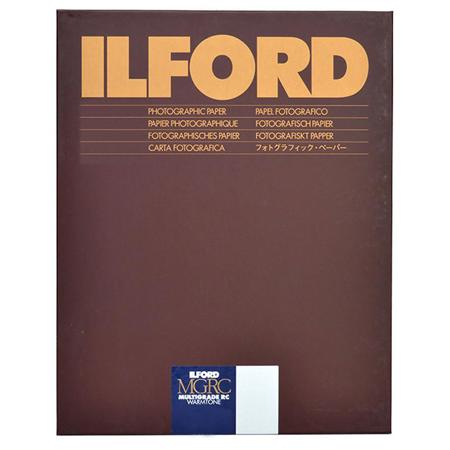 ILFORD
PHOTOGRAPHIC PAPER
PAPIER PHOTOGRAPHIQUE
FOTOGRAPHISCHES PAPIER
CARTA FOTOGRAFICA
PAPEL FOTOGRAFICO
FOTOGRAFISCH PAPIER
FOTOGRAFISKT PAPPER
フォトグラフィック・ペーパー
ILFORD
MGRC
MULTIGRADE RC
WARMTONE